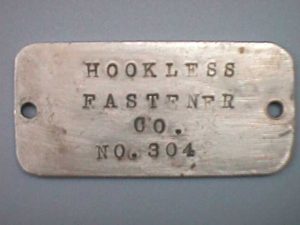 HOOKLESS
FASTENER
CO.
NO. 304